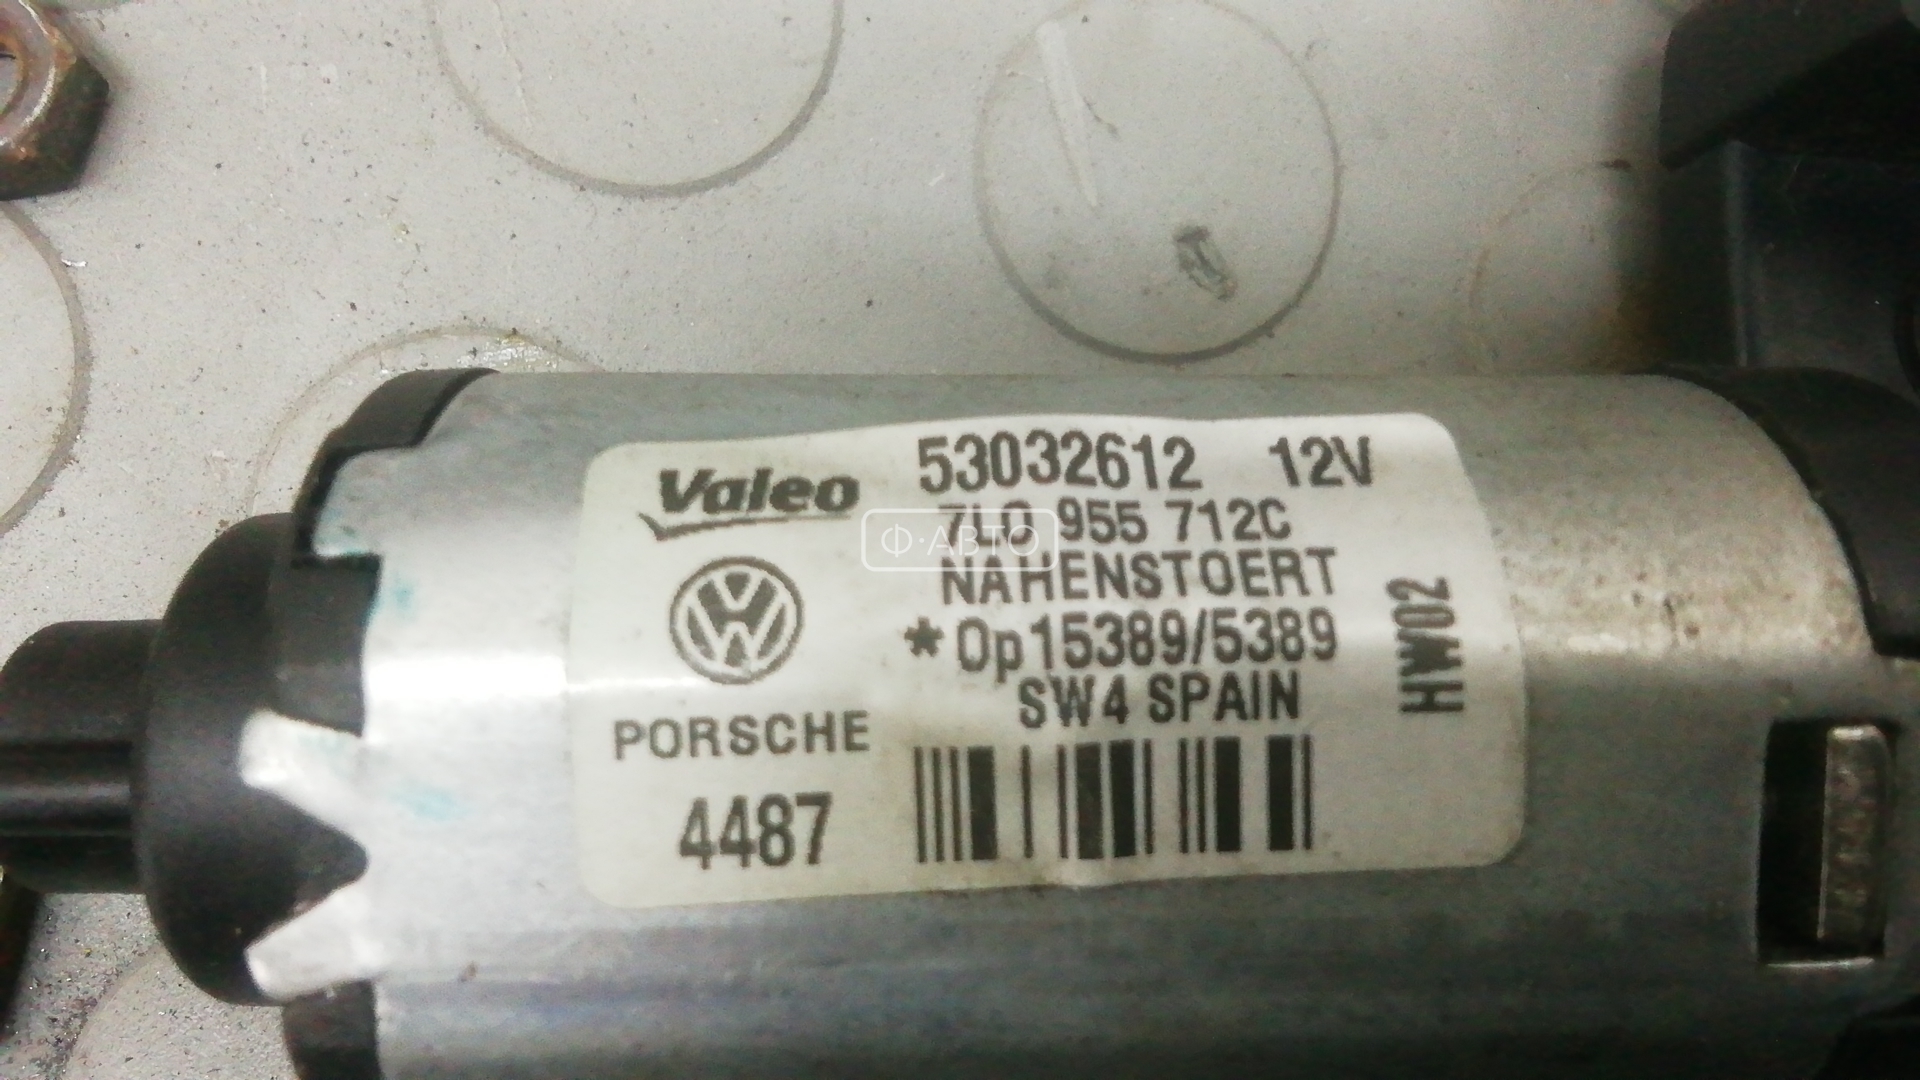 Valeo 53032612 12V
7L0 955 712C
Ф·АВТО
NAHENSTOERT
*Op15389/5389
SW4 SPAIN
HW02
PORSCHE
4487